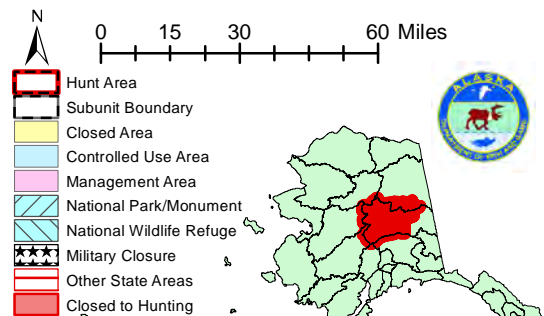 N
0 15 30 60 Miles
Hunt Area
Subunit Boundary
Closed Area
Controlled Use Area
Management Area
National Park/Monument
National Wildlife Refuge
Military Closure
Other State Areas
Closed to Hunting
ALASKA